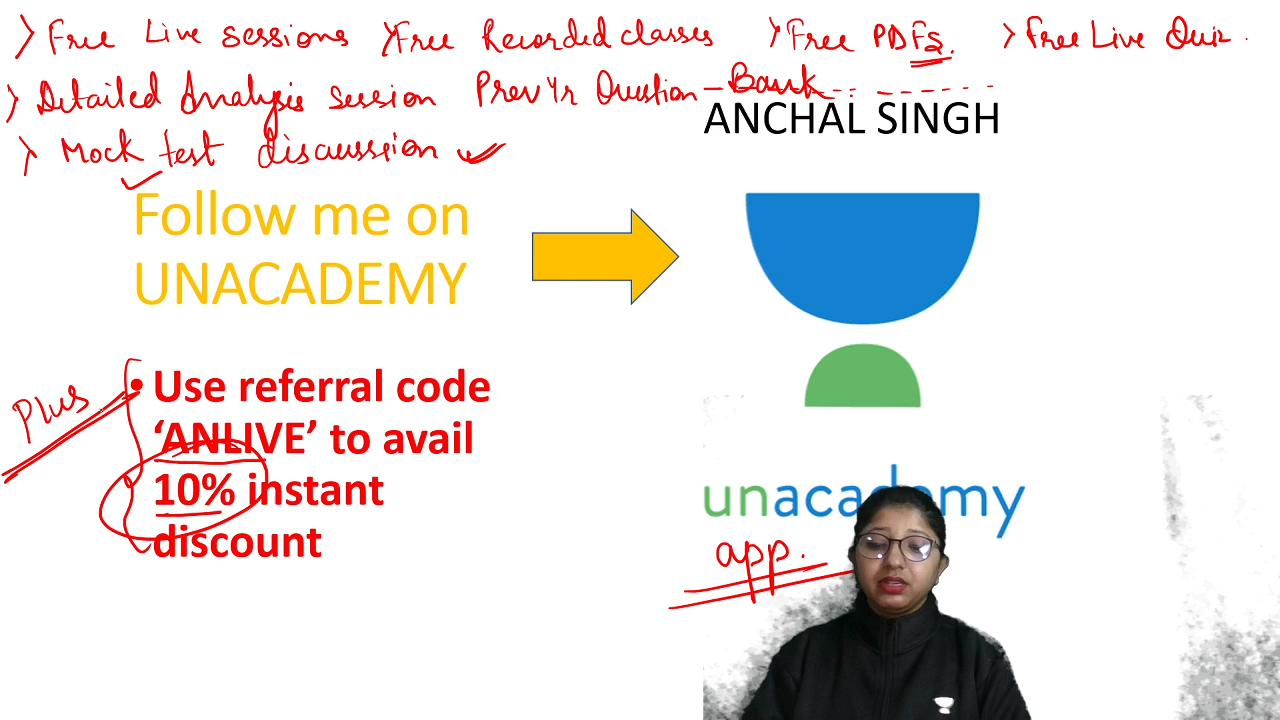 > Free Live sessions > Free Recorded classes > Free PDFs. > Free Live Quiz.
> Detailed Analysis session Prev Yr Question - Bank
ANCHAL SINGH
> Mock test discussion
Follow me on
UNACADEMY
Plus
• Use referral code
‘ANLIVE’ to avail
10% instant
discount
unacademy
app.